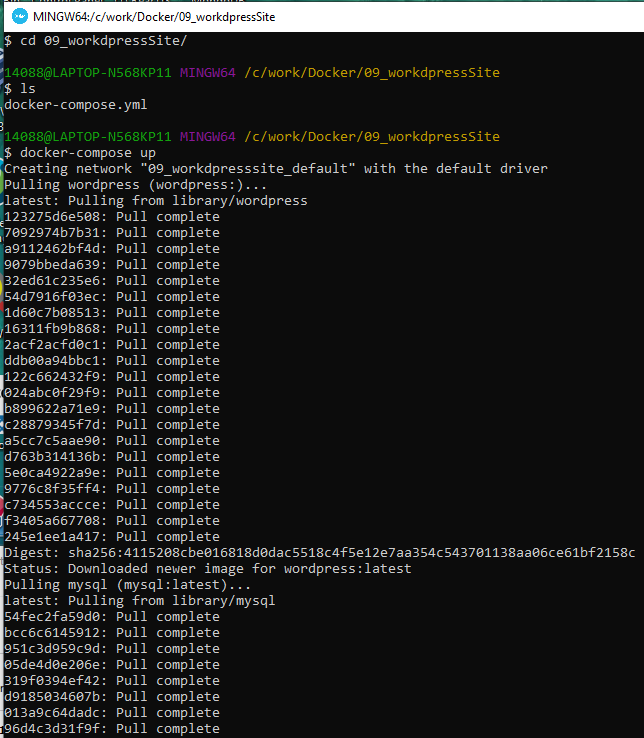 MINGW64:/c/work/Docker/09_workdpressSite
$ cd 09_workdpressSite/
14088@LAPTOP-N568KP11 MINGW64 /c/work/Docker/09_workdpressSite
$ ls
docker-compose.yml
14088@LAPTOP-N568KP11 MINGW64 /c/work/Docker/09_workdpressSite
$ docker-compose up
Creating network "09_workdpresssite_default" with the default driver
Pulling wordpress (wordpress:)...
latest: Pulling from library/wordpress
123275d6e508: Pull complete
7092974b7b31: Pull complete
a9112462bf4d: Pull complete
9079bbeda639: Pull complete
32ed61c235e6: Pull complete
54d7916f03ec: Pull complete
1d60c7b08513: Pull complete
16311fb9b868: Pull complete
2acf2acfd0c1: Pull complete
ddb00a94bbc1: Pull complete
122c662432f9: Pull complete
024abc0f29f9: Pull complete
b899622a71e9: Pull complete
c28879345f7d: Pull complete
a5cc7c5aae90: Pull complete
d763b314136b: Pull complete
5e0ca4922a9e: Pull complete
9776c8f35ff4: Pull complete
c734553accce: Pull complete
f3405a667708: Pull complete
245e1ee1a417: Pull complete
Digest: sha256:4115208cbe016818d0dac5518c4f5e12e7aa354c543701138aa06ce61bf2158c
Status: Downloaded newer image for wordpress:latest
Pulling mysql (mysql:latest)...
latest: Pulling from library/mysql
54fec2fa59d0: Pull complete
bcc6c6145912: Pull complete
951c3d959c9d: Pull complete
05de4d0e206e: Pull complete
319f0394ef42: Pull complete
d9185034607b: Pull complete
013a9c64dadc: Pull complete
96d4c3d31f9f: Pull complete